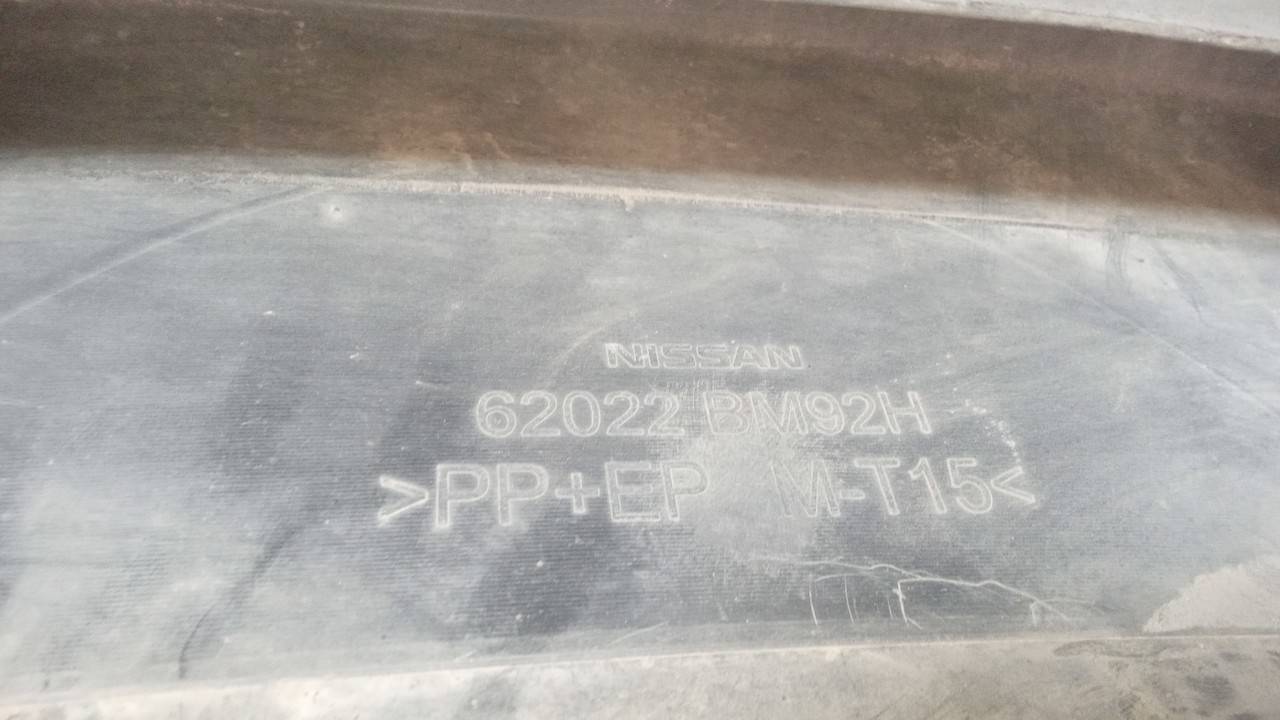 NISSAN
62022 BM92H
>PP+EP M-T15<